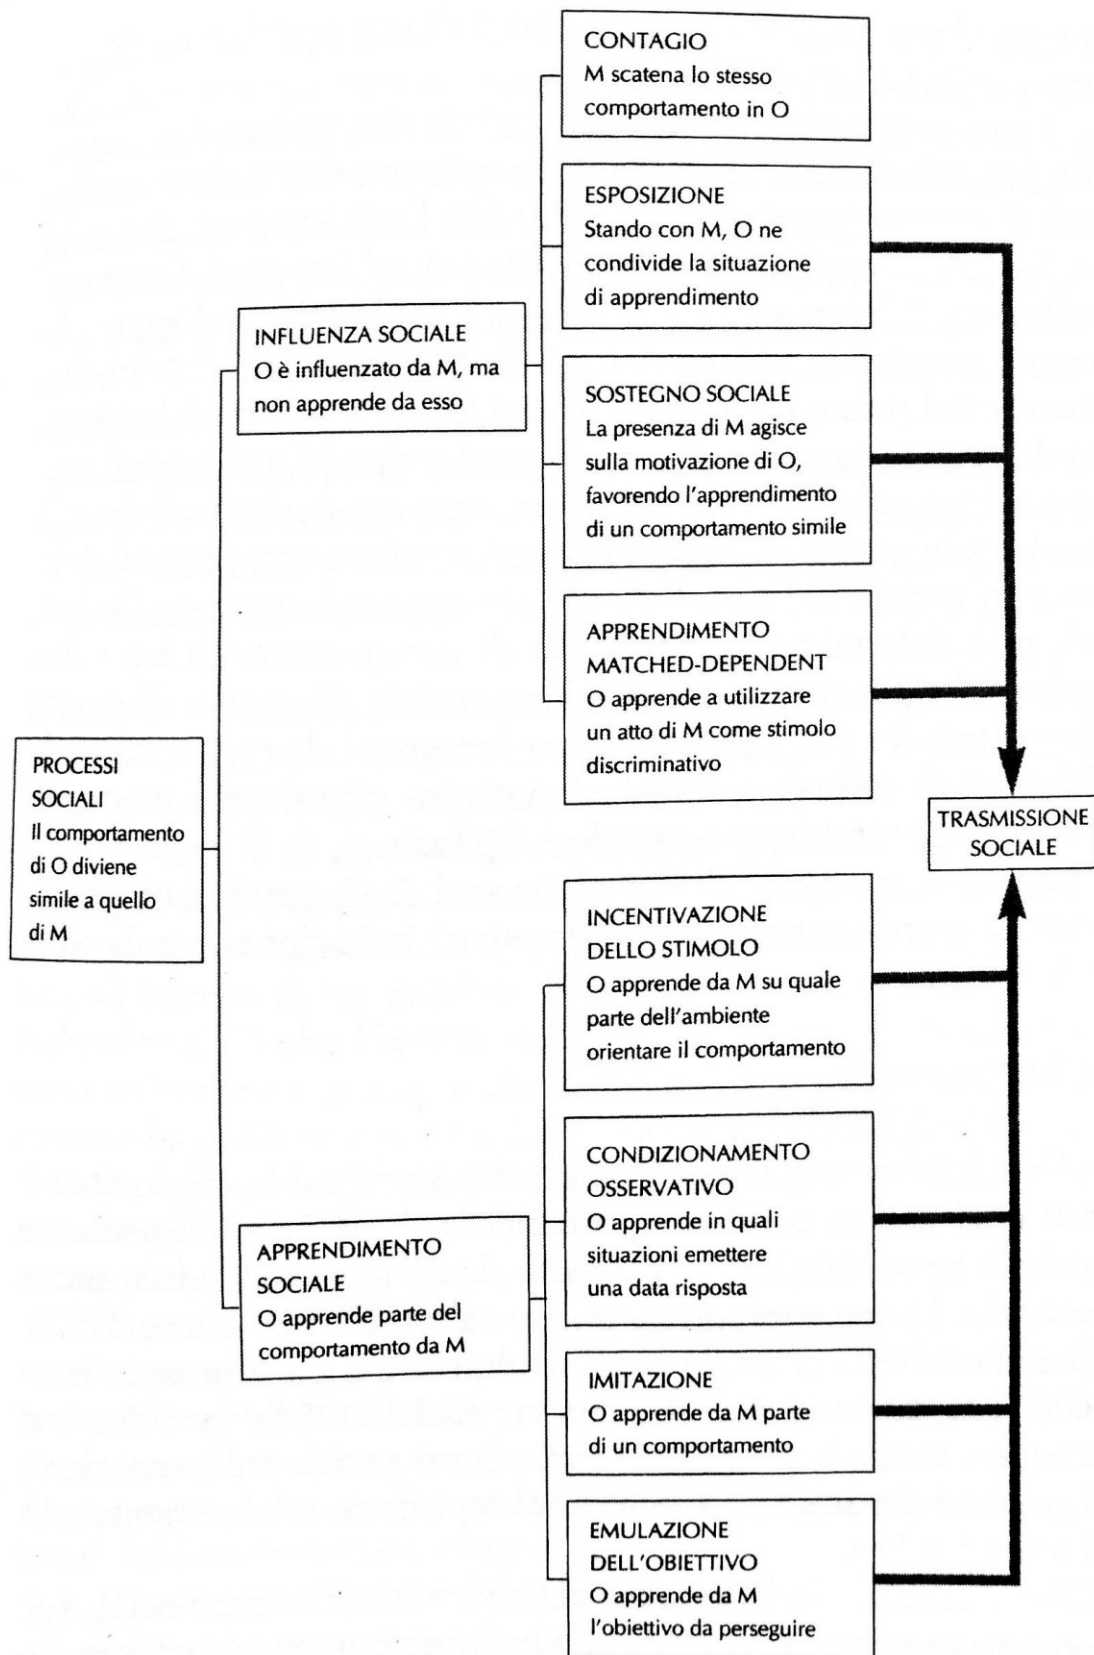 CONTAGIO
M scatena lo stesso
comportamento in O
ESPOSIZIONE
Stando con M, O ne
condivide la situazione
di apprendimento
INFLUENZA SOCIALE
O è influenzato da M, ma
non apprende da esso
SOSTEGNO SOCIALE
La presenza di M agisce
sulla motivazione di O,
favorendo l'apprendimento
di un comportamento simile
APPRENDIMENTO
MATCHED-DEPENDENT
O apprende a utilizzare
un atto di M come stimolo
discriminativo
PROCESSI
SOCIALI
Il comportamento
di O diviene
simile a quello
di M
TRASMISSIONE
SOCIALE
INCENTIVAZIONE
DELLO STIMOLO
O apprende da M su quale
parte dell'ambiente
orientare il comportamento
CONDIZIONAMENTO
OSSERVATIVO
O apprende in quali
situazioni emettere
una data risposta
APPRENDIMENTO
SOCIALE
O apprende parte del
comportamento da M
IMITAZIONE
O apprende da M parte
di un comportamento
EMULAZIONE
DELL'OBIETTIVO
O apprende da M
l'obiettivo da perseguire